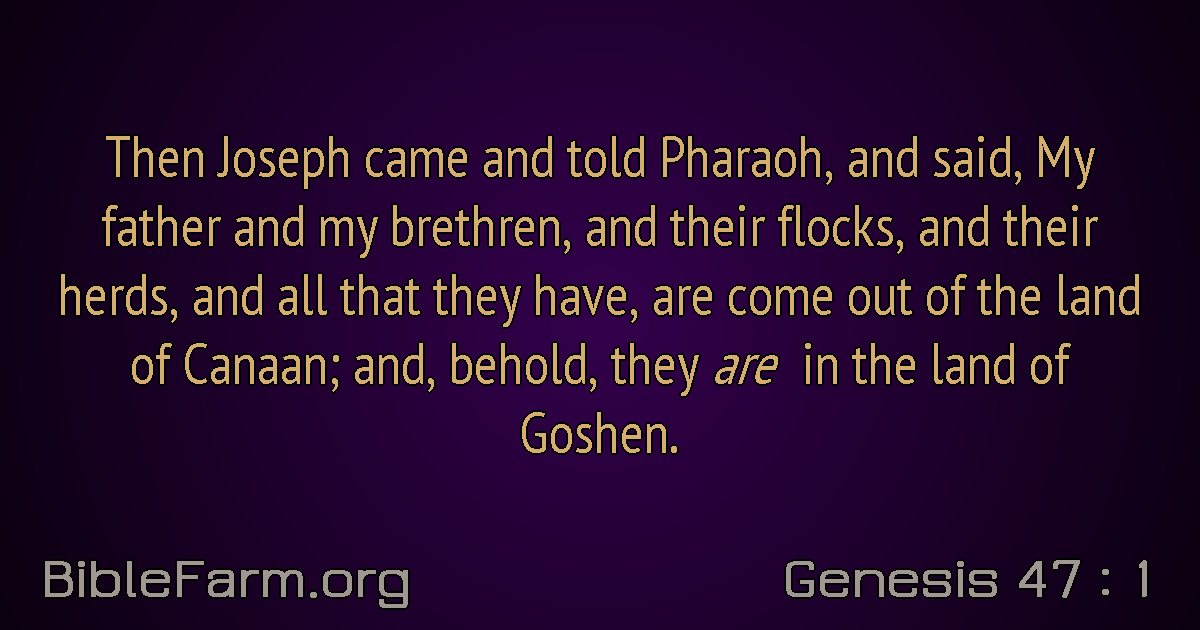 Then Joseph came and told Pharaoh, and said, My
father and my brethren, and their flocks, and their
herds, and all that they have, are come out of the land
of Canaan; and, behold, they are in the land of
Goshen.
BibleFarm.org
Genesis 47 : 1